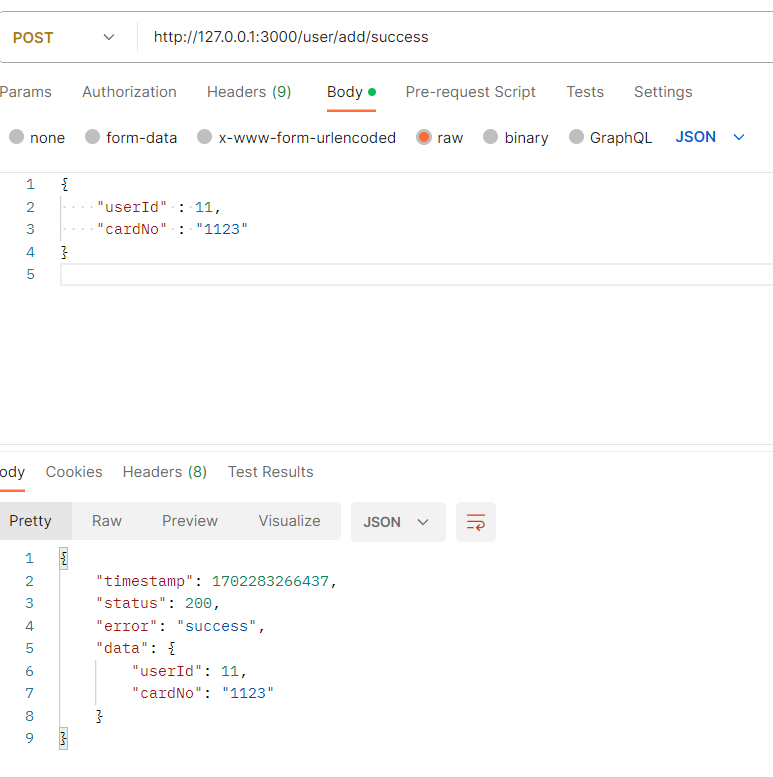 POST http://127.0.0.1:3000/user/add/success
Params Authorization Headers (9) Body Pre-request Script Tests Settings
none form-data x-www-form-urlencoded raw binary GraphQL JSON
1 {
2 ····"userId"·:·11,
3 ····"cardNo"·:·"1123"
4 }
5
ody Cookies Headers (8) Test Results
Pretty Raw Preview Visualize JSON
1 {
2 "timestamp": 1702283266437,
3 "status": 200,
4 "error": "success",
5 "data": {
6 "userId": 11,
7 "cardNo": "1123"
8 }
9 }